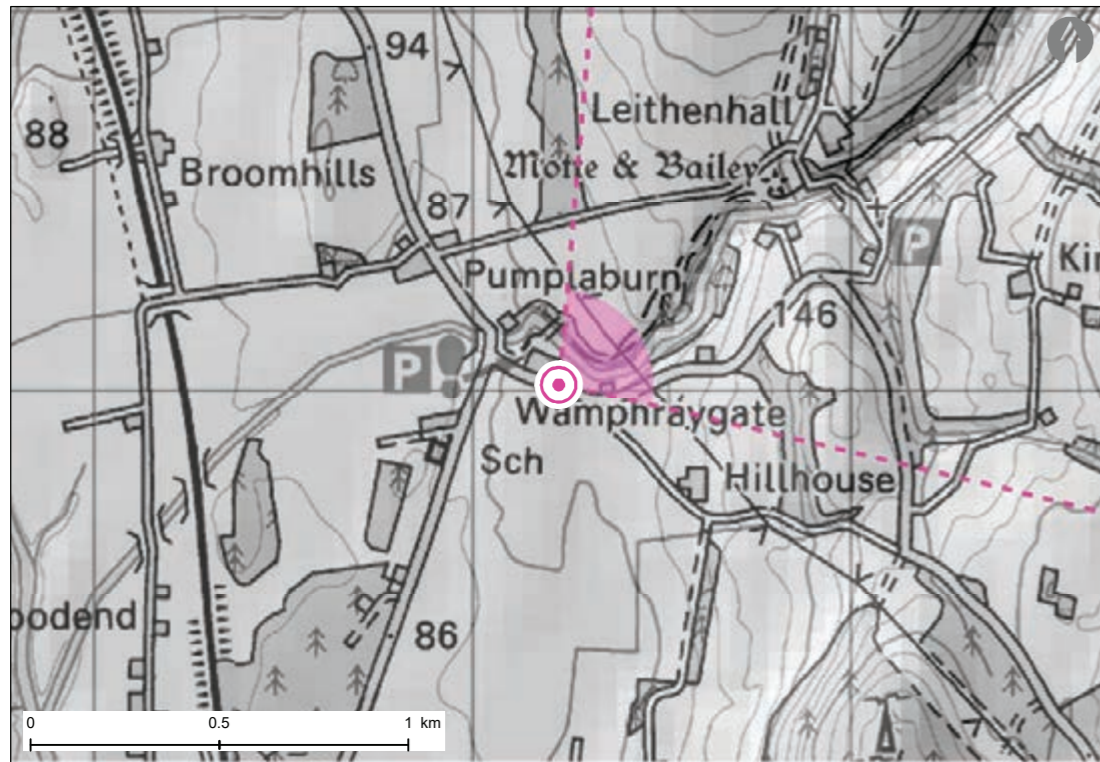 94
Leithenhall
88
Motte & Bailey
Broomhills
87
P
Pumplaburn
Kir
146
P
Wamphraygate
Sch
Hillhouse
oodend
86
0 0.5 1 km